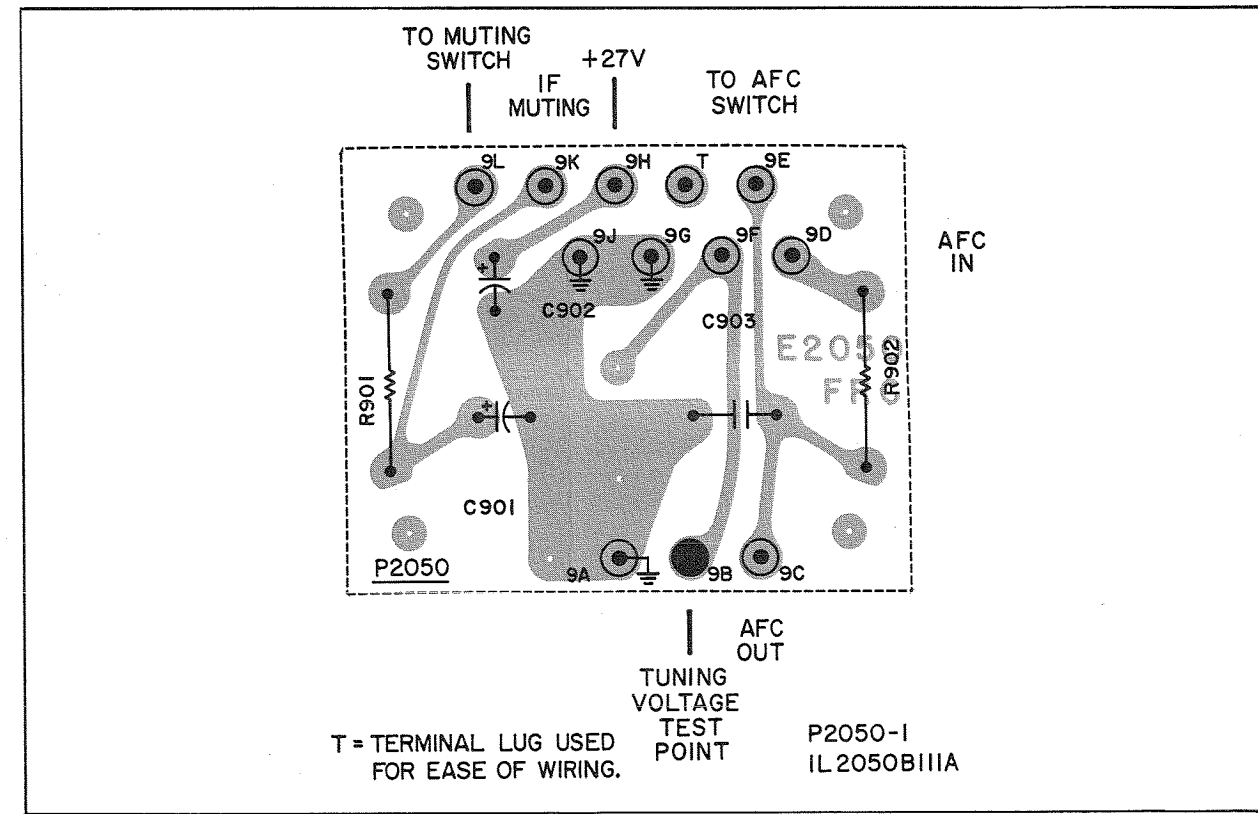 TO MUTING
SWITCH
IF
MUTING
+27V
TO AFC
SWITCH
9L
9K
9H
T
9E
9J
9G
9F
9D
AFC
IN
+
C902
C903
E2050
R901
R902
+
C901
P2050
9A
9B
9C
AFC
OUT
TUNING
VOLTAGE
TEST
POINT
T = TERMINAL LUG USED
FOR EASE OF WIRING.
P2050-1
IL2050B111A